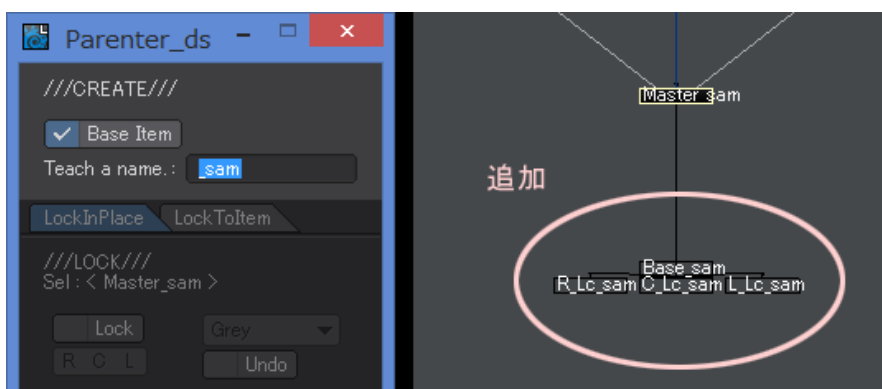 Parenter_ds
///CREATE///
Base Item
Teach a name. : _sam
LockInPlace LockToItem
///LOCK///
Sel : < Master_sam >
Lock Grey
R C L Undo
Master_sam
追加
Base_sam
R_Lc_sam C_Lc_sam L_Lc_sam